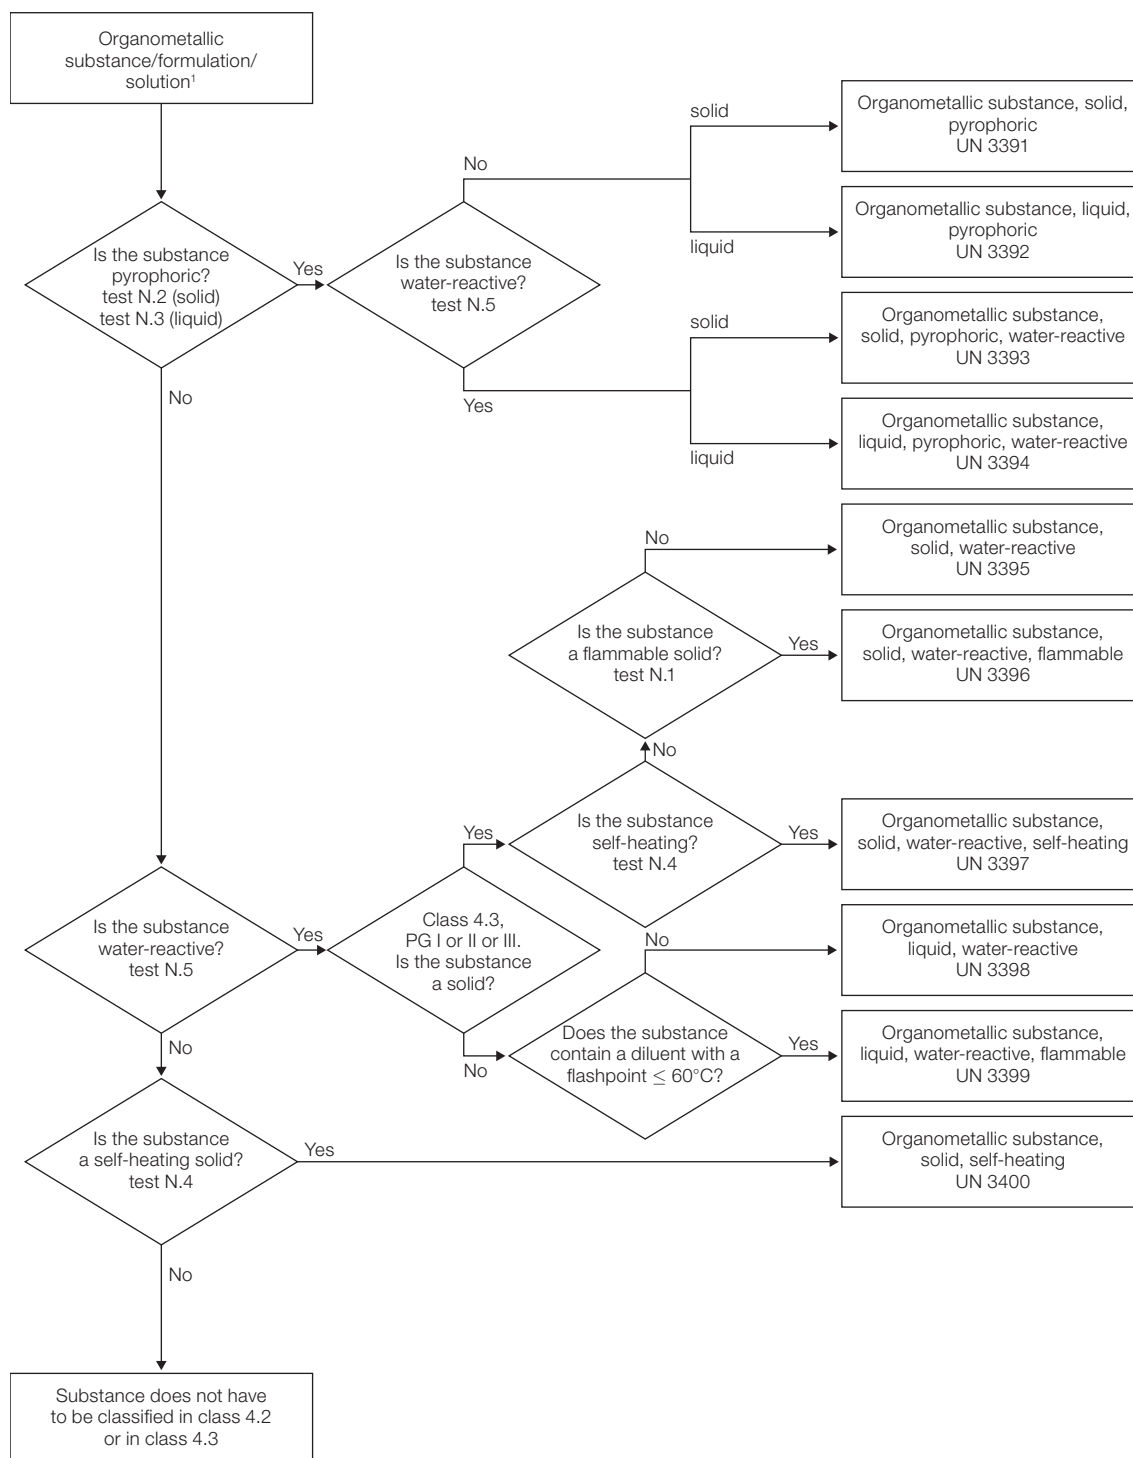 Organometallic
substance/formulation/
solution¹
solid
Organometallic substance, solid,
pyrophoric
UN 3391
No
Organometallic substance, liquid,
pyrophoric
UN 3392
liquid
Is the substance
pyrophoric?
test N.2 (solid)
test N.3 (liquid)
Yes
Is the substance
water-reactive?
test N.5
solid
Organometallic substance,
solid, pyrophoric, water-reactive
UN 3393
No
Yes
Organometallic substance,
liquid, pyrophoric, water-reactive
UN 3394
liquid
No
Organometallic substance,
solid, water-reactive
UN 3395
Is the substance
a flammable solid?
test N.1
Yes
Organometallic substance,
solid, water-reactive, flammable
UN 3396
No
Yes
Is the substance
self-heating?
test N.4
Yes
Organometallic substance,
solid, water-reactive, self-heating
UN 3397
Is the substance
water-reactive?
test N.5
Yes
Class 4.3,
PG I or II or III.
Is the substance
a solid?
No
Organometallic substance,
liquid, water-reactive
UN 3398
No
No
Does the substance
contain a diluent with a
flashpoint ≤ 60°C?
Yes
Organometallic substance,
liquid, water-reactive, flammable
UN 3399
Is the substance
a self-heating solid?
test N.4
Yes
Organometallic substance,
solid, self-heating
UN 3400
No
Substance does not have
to be classified in class 4.2
or in class 4.3